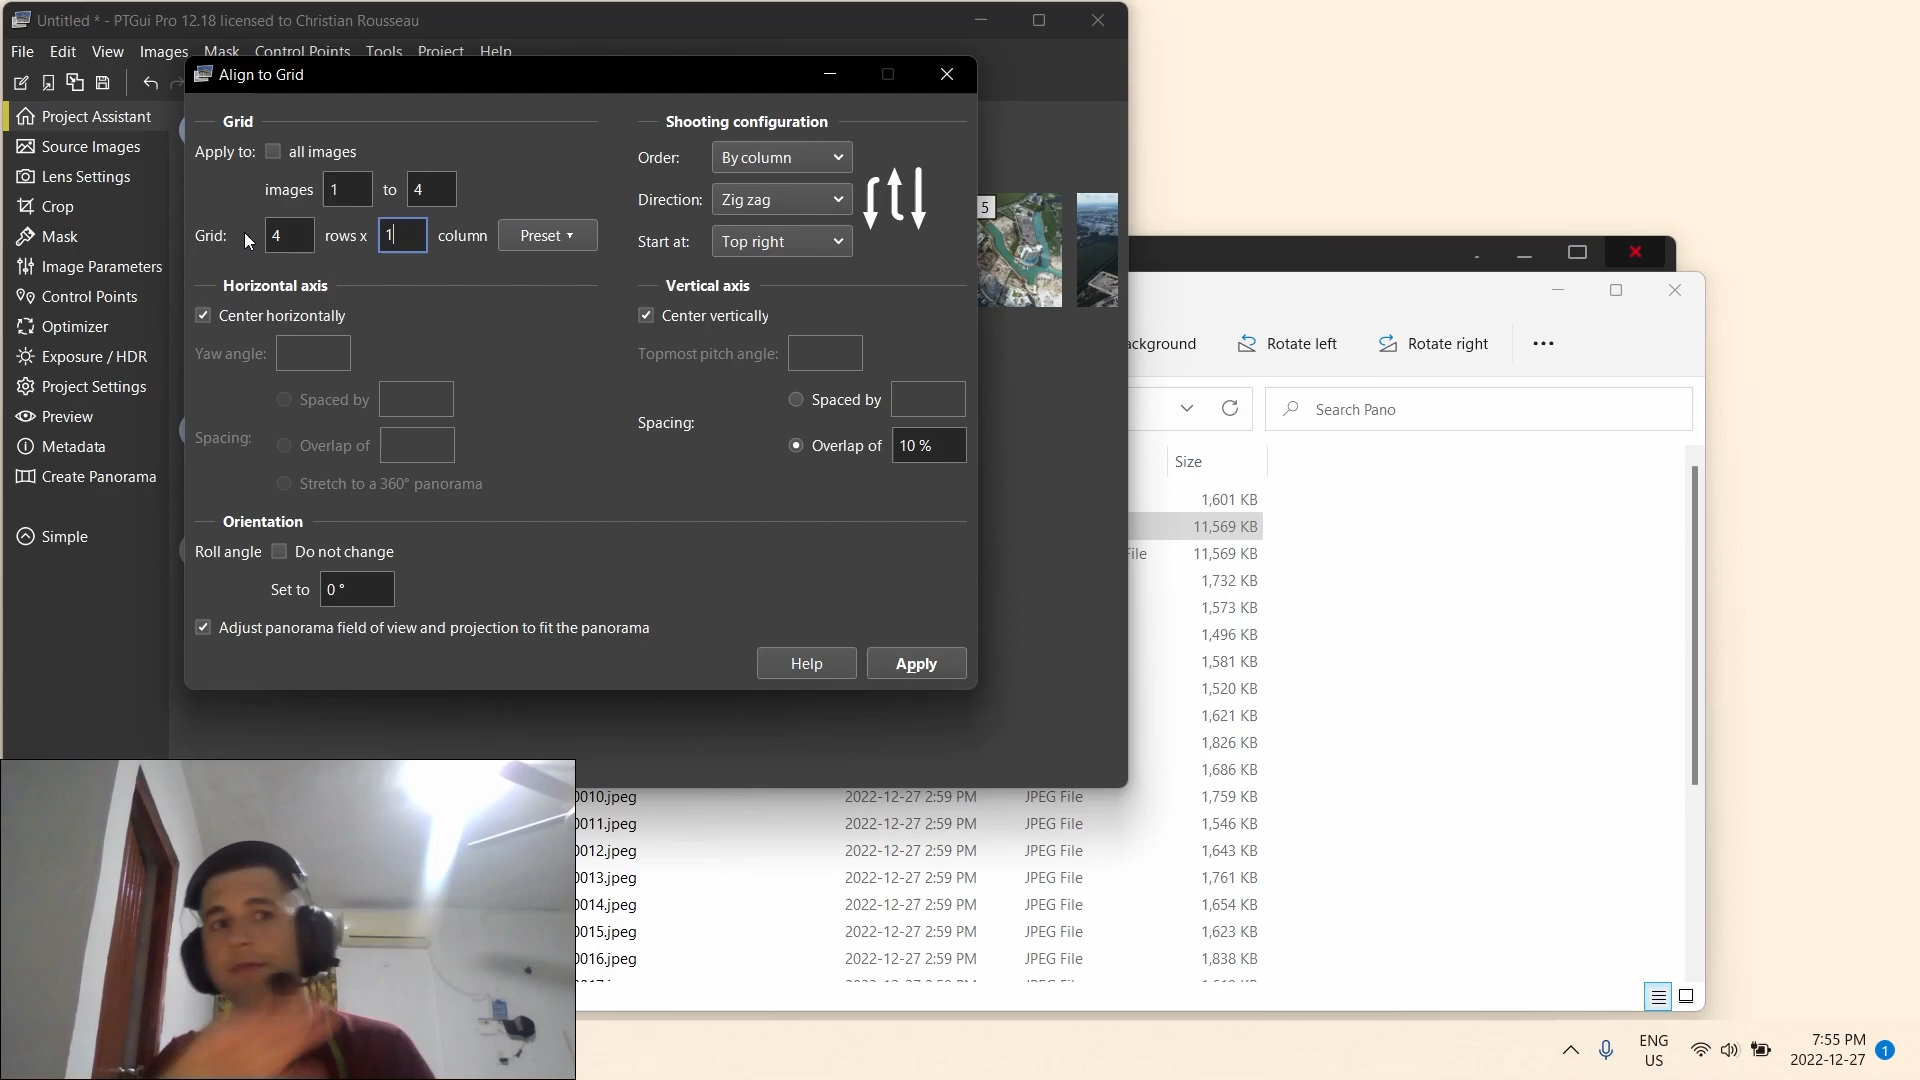 Untitled * - PTGui Pro 12.18 licensed to Christian Rousseau
File Edit View Images Mask Control Points Tools Project Help
Align to Grid
Project Assistant
Source Images
Lens Settings
Crop
Mask
Image Parameters
Control Points
Optimizer
Exposure / HDR
Project Settings
Preview
Metadata
Create Panorama
Simple
Grid
Apply to: all images
images 1 to 4
Grid: 4 rows x 1 column Preset
Shooting configuration
Order: By column
Direction: Zig zag
Start at: Top right
Horizontal axis
Center horizontally
Yaw angle:
Spaced by
Spacing:
Overlap of
Stretch to a 360° panorama
Vertical axis
Center vertically
Topmost pitch angle:
Spaced by
Spacing:
Overlap of 10 %
Orientation
Roll angle Do not change
Set to 0 °
Adjust panorama field of view and projection to fit the panorama
Help Apply
5
ackground Rotate left Rotate right
Search Pano
Size
1,601 KB
11,569 KB
File 11,569 KB
1,732 KB
1,573 KB
1,496 KB
1,581 KB
1,520 KB
1,621 KB
1,826 KB
1,686 KB
0010.jpeg 2022-12-27 2:59 PM JPEG File 1,759 KB
0011.jpeg 2022-12-27 2:59 PM JPEG File 1,546 KB
0012.jpeg 2022-12-27 2:59 PM JPEG File 1,643 KB
0013.jpeg 2022-12-27 2:59 PM JPEG File 1,761 KB
0014.jpeg 2022-12-27 2:59 PM JPEG File 1,654 KB
0015.jpeg 2022-12-27 2:59 PM JPEG File 1,623 KB
0016.jpeg 2022-12-27 2:59 PM JPEG File 1,838 KB
ENG
US
7:55 PM
2022-12-27
1